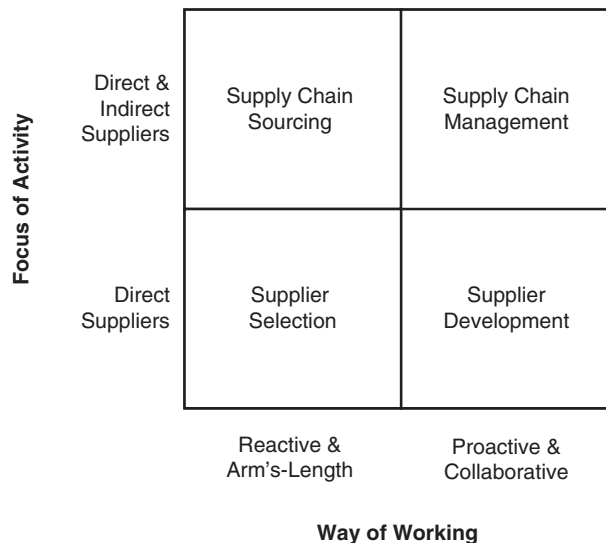 Focus of Activity
Direct &
Indirect
Suppliers
Supply Chain
Sourcing
Supply Chain
Management
Direct
Suppliers
Supplier
Selection
Supplier
Development
Reactive &
Arm's-Length
Proactive &
Collaborative
Way of Working